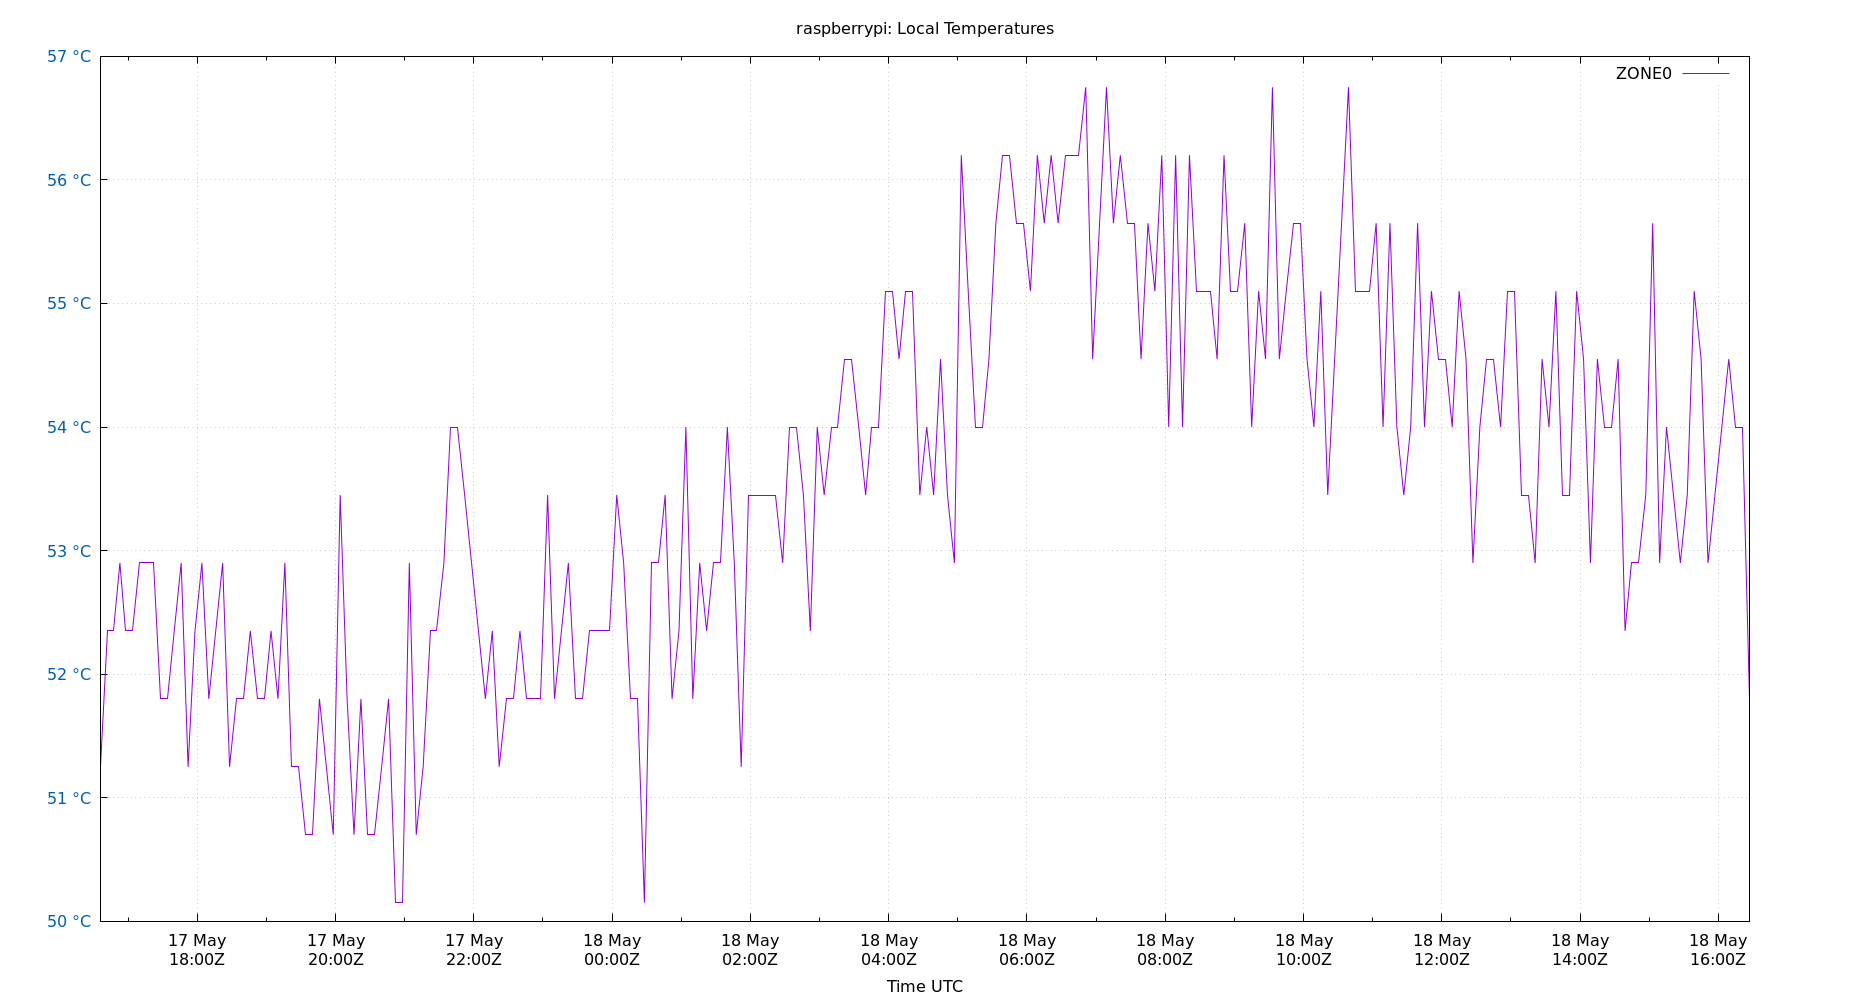 raspberrypi: Local Temperatures
ZONE0
57 °C
56 °C
55 °C
54 °C
53 °C
52 °C
51 °C
50 °C
17 May 17 May 17 May 18 May 18 May 18 May 18 May 18 May 18 May 18 May 18 May 18 May
18:00Z 20:00Z 22:00Z 00:00Z 02:00Z 04:00Z 06:00Z 08:00Z 10:00Z 12:00Z 14:00Z 16:00Z
Time UTC